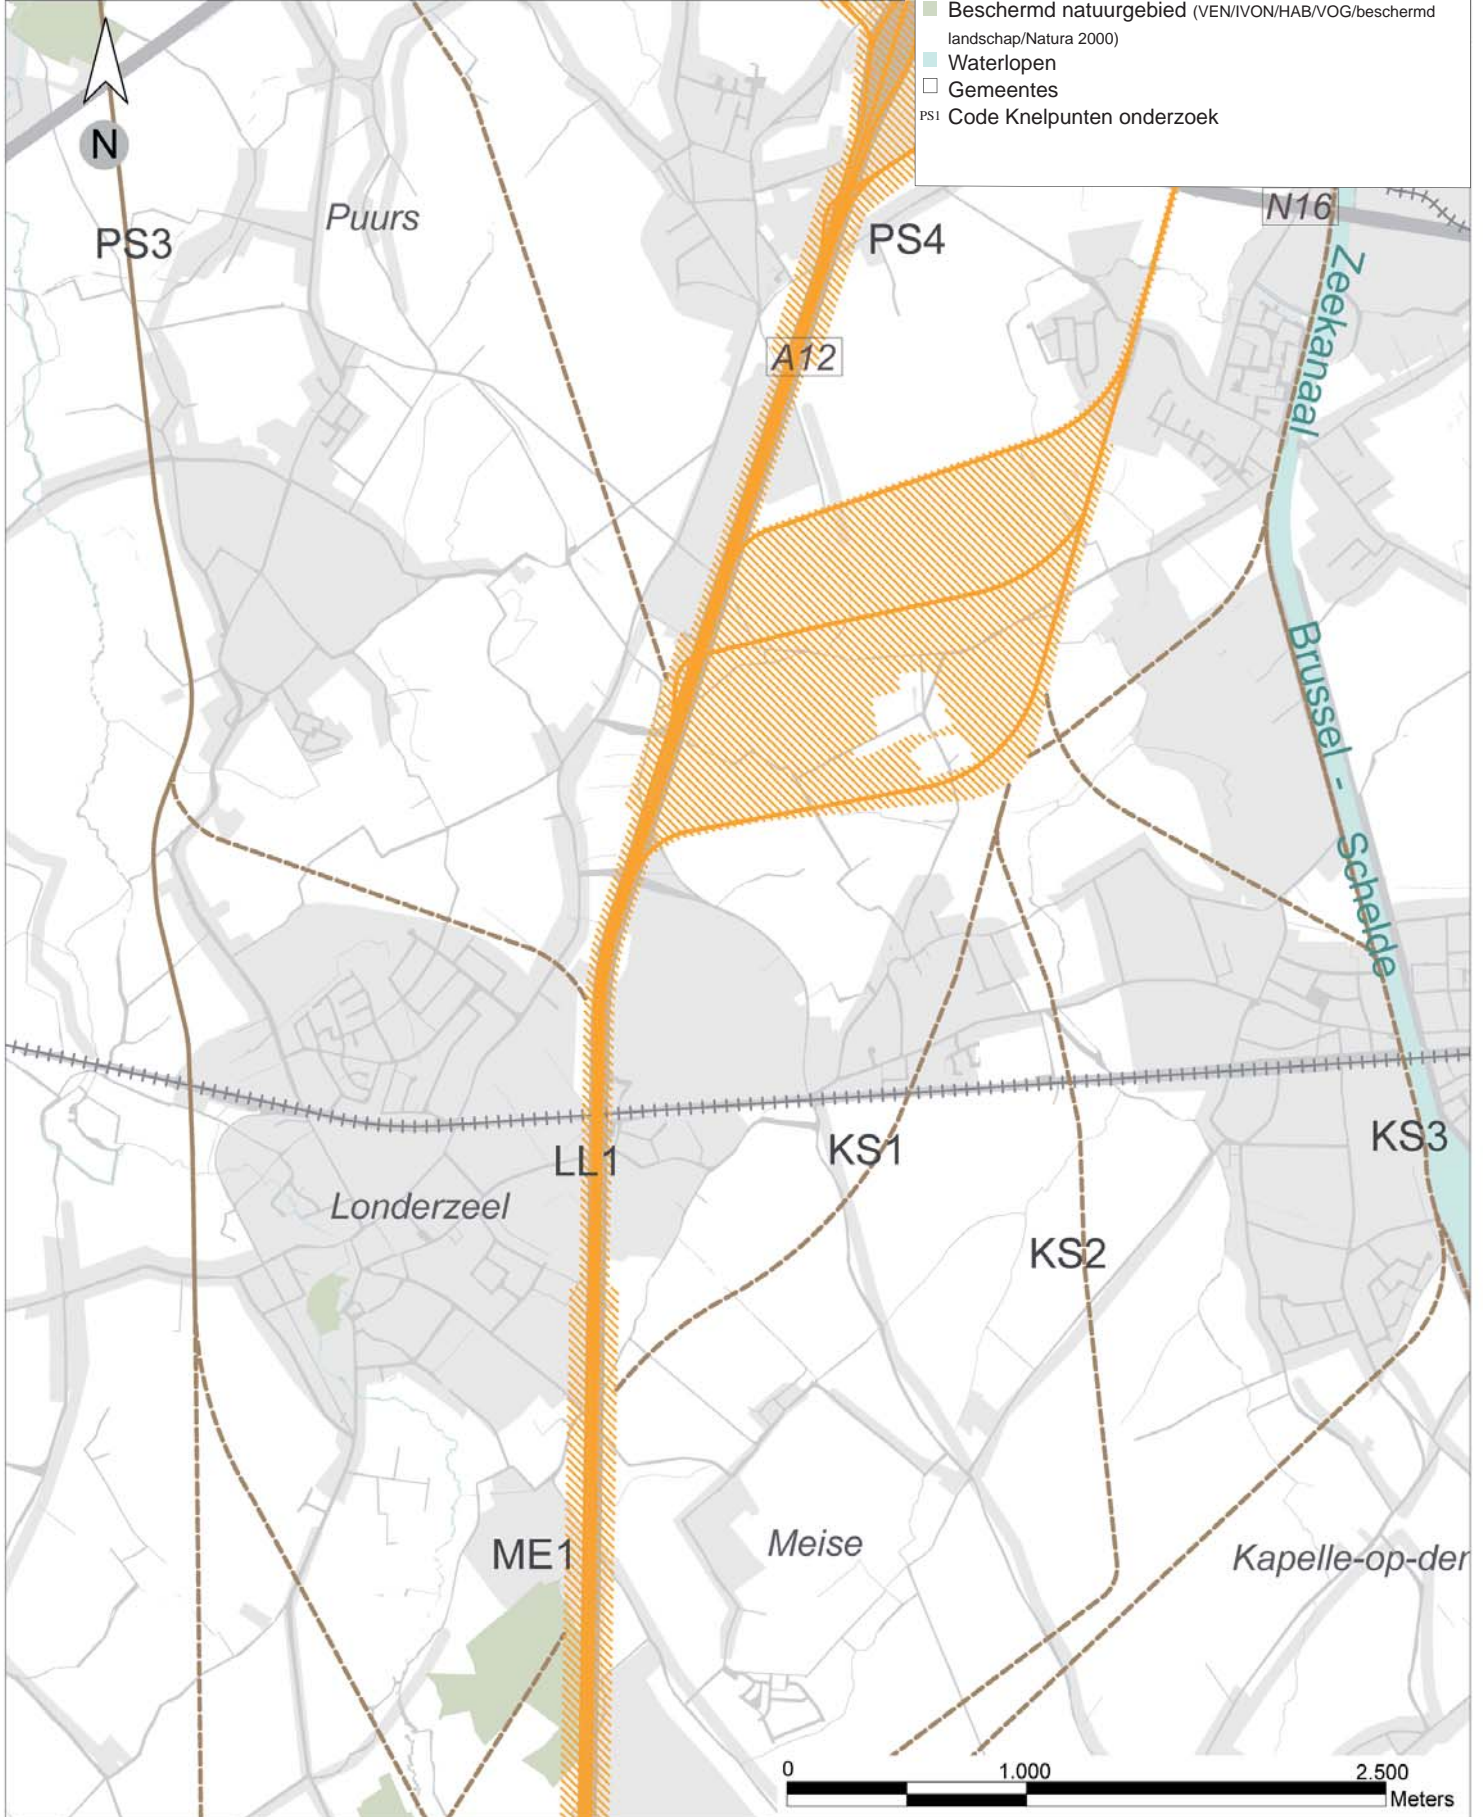 Beschermd natuurgebied (VEN/IVON/HAB/VOG/beschermd
landschap/Natura 2000)
Waterlopen
Gemeentes
PS1 Code Knelpunten onderzoek
N
PS3
Puurs
PS4
N16
A12
Zeekanaal
Brussel -
Schelde
LL1
KS1
KS3
Londerzeel
KS2
ME1
Meise
Kapelle-op-der
0 1.000 2.500
Meters